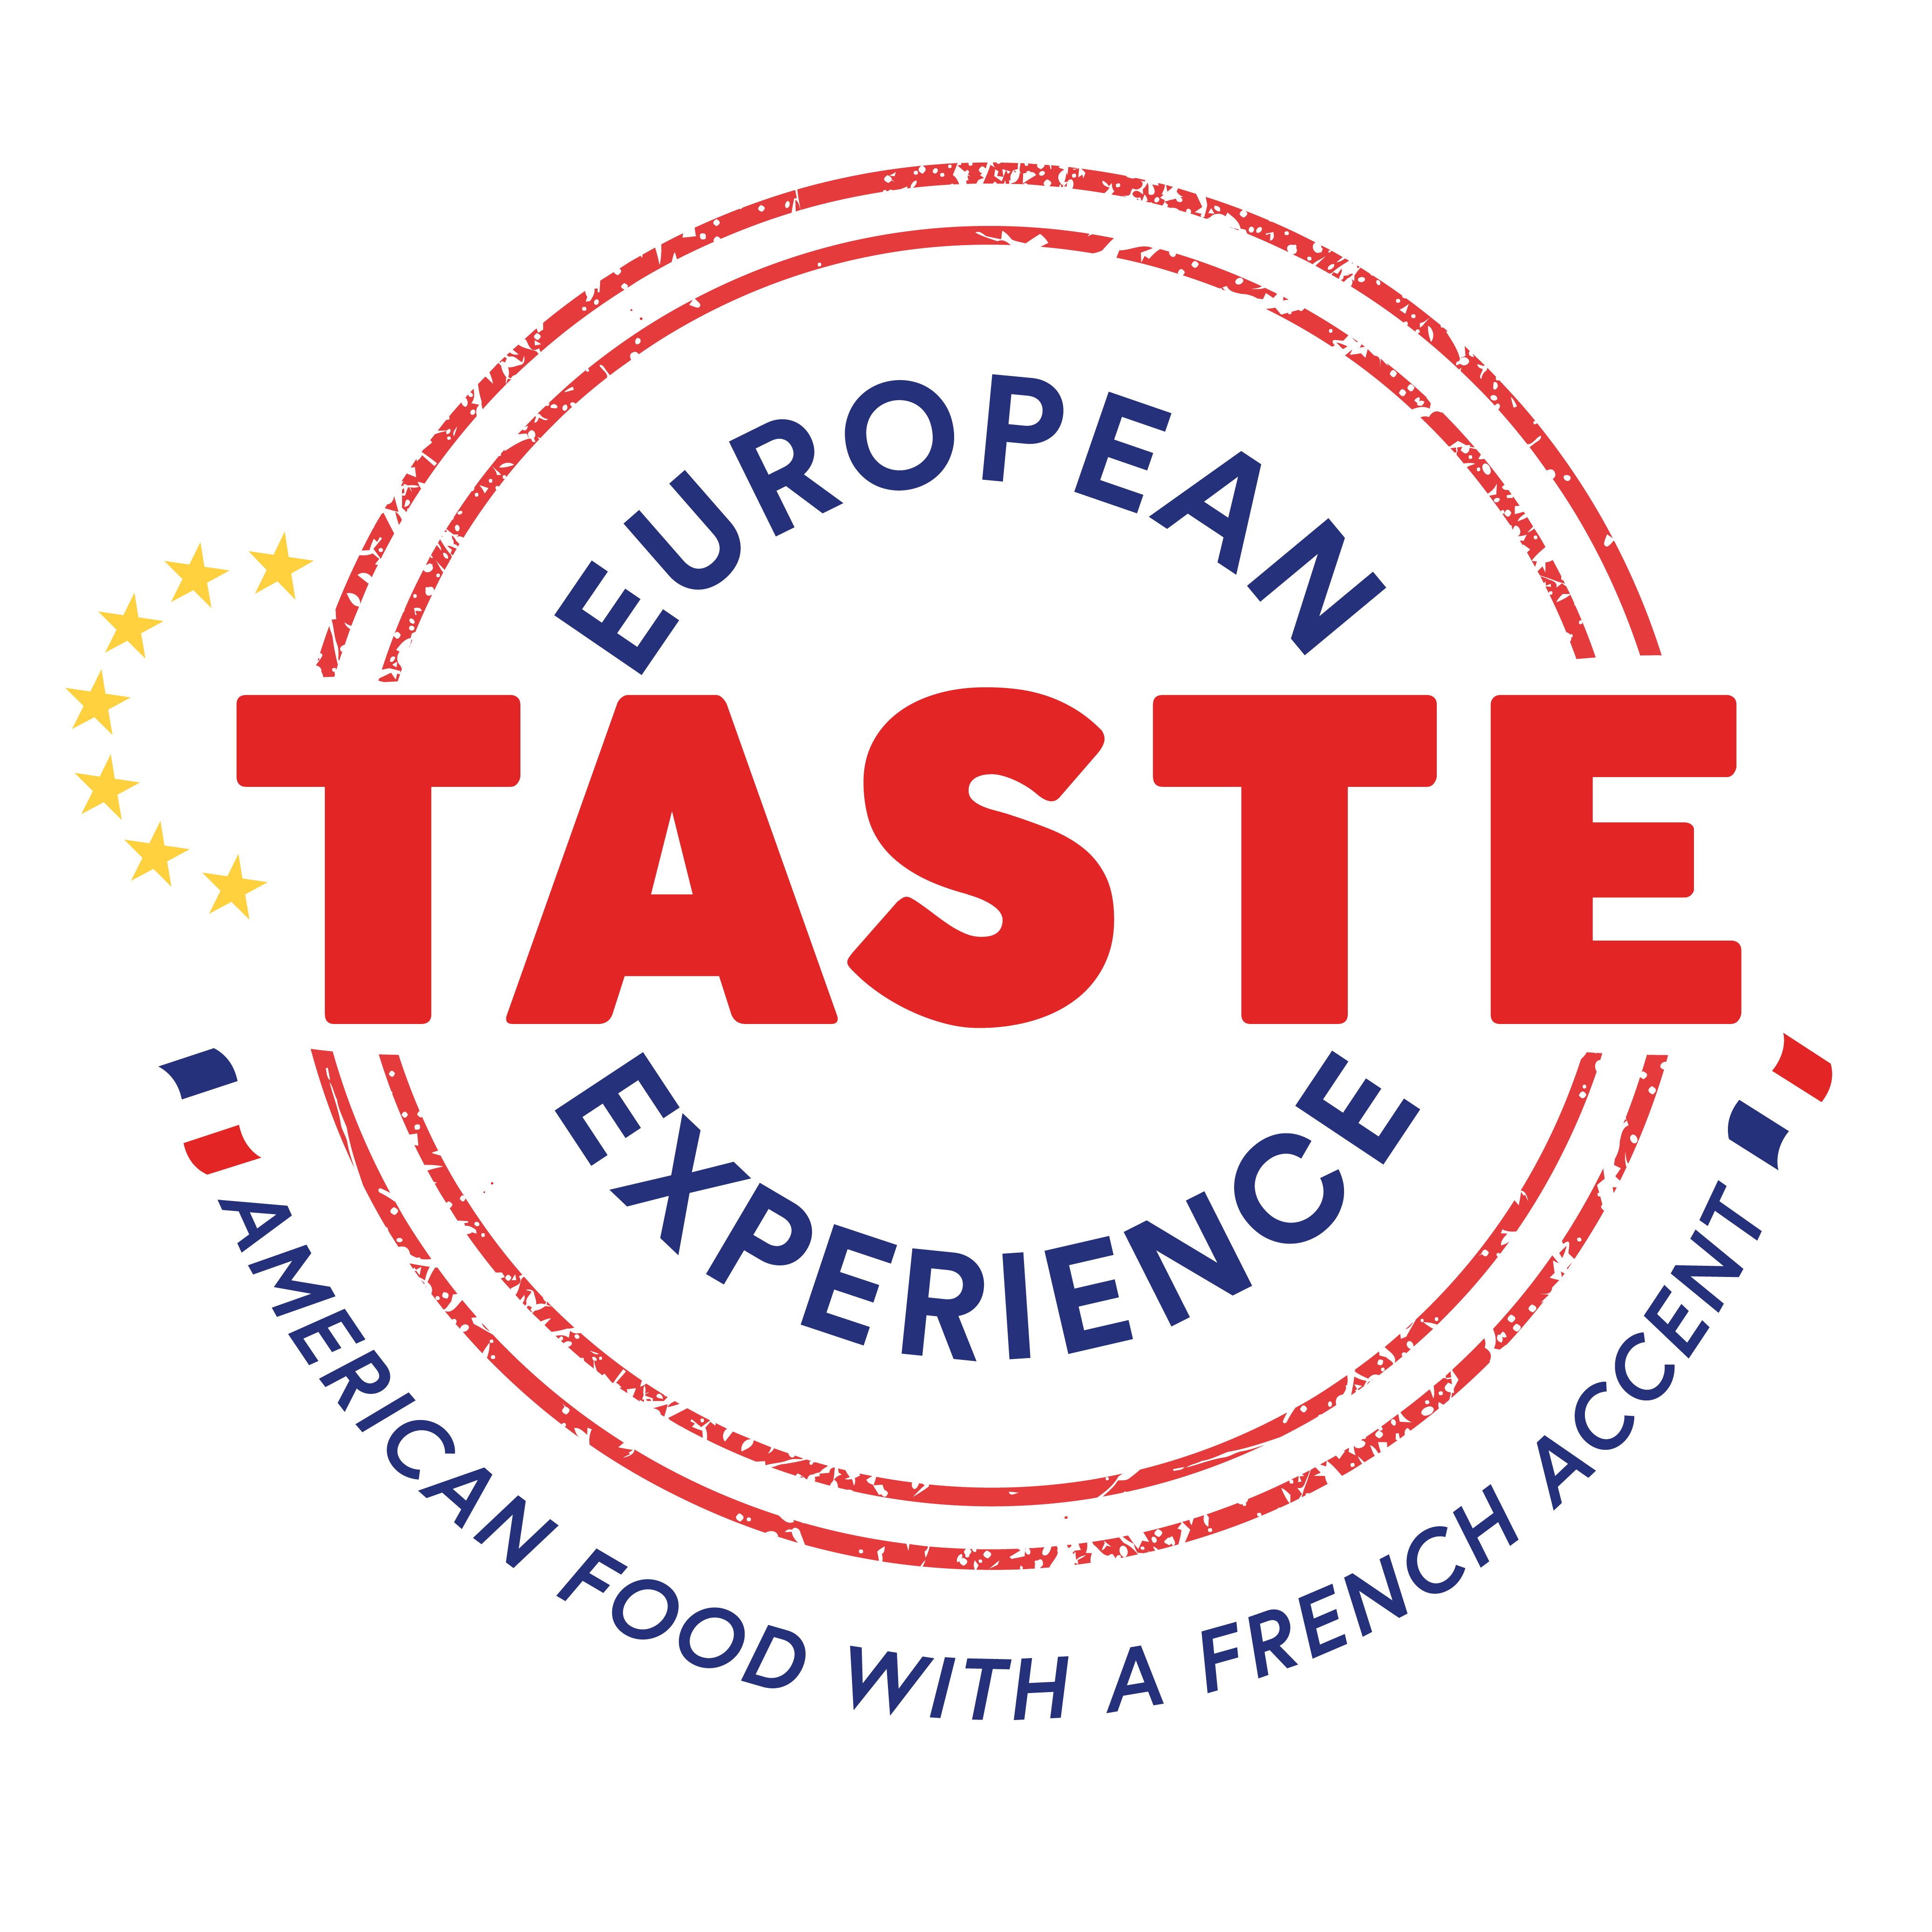 EUROPEAN
TASTE
EXPERIENCE
AMERICAN FOOD WITH A FRENCH ACCENT